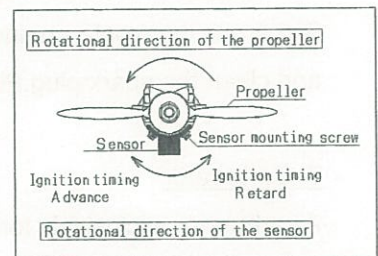 Rotational direction of the propeller
Propeller
Sensor
Sensor mounting screw
Ignition timing
Advance
Ignition timing
Retard
Rotational direction of the sensor